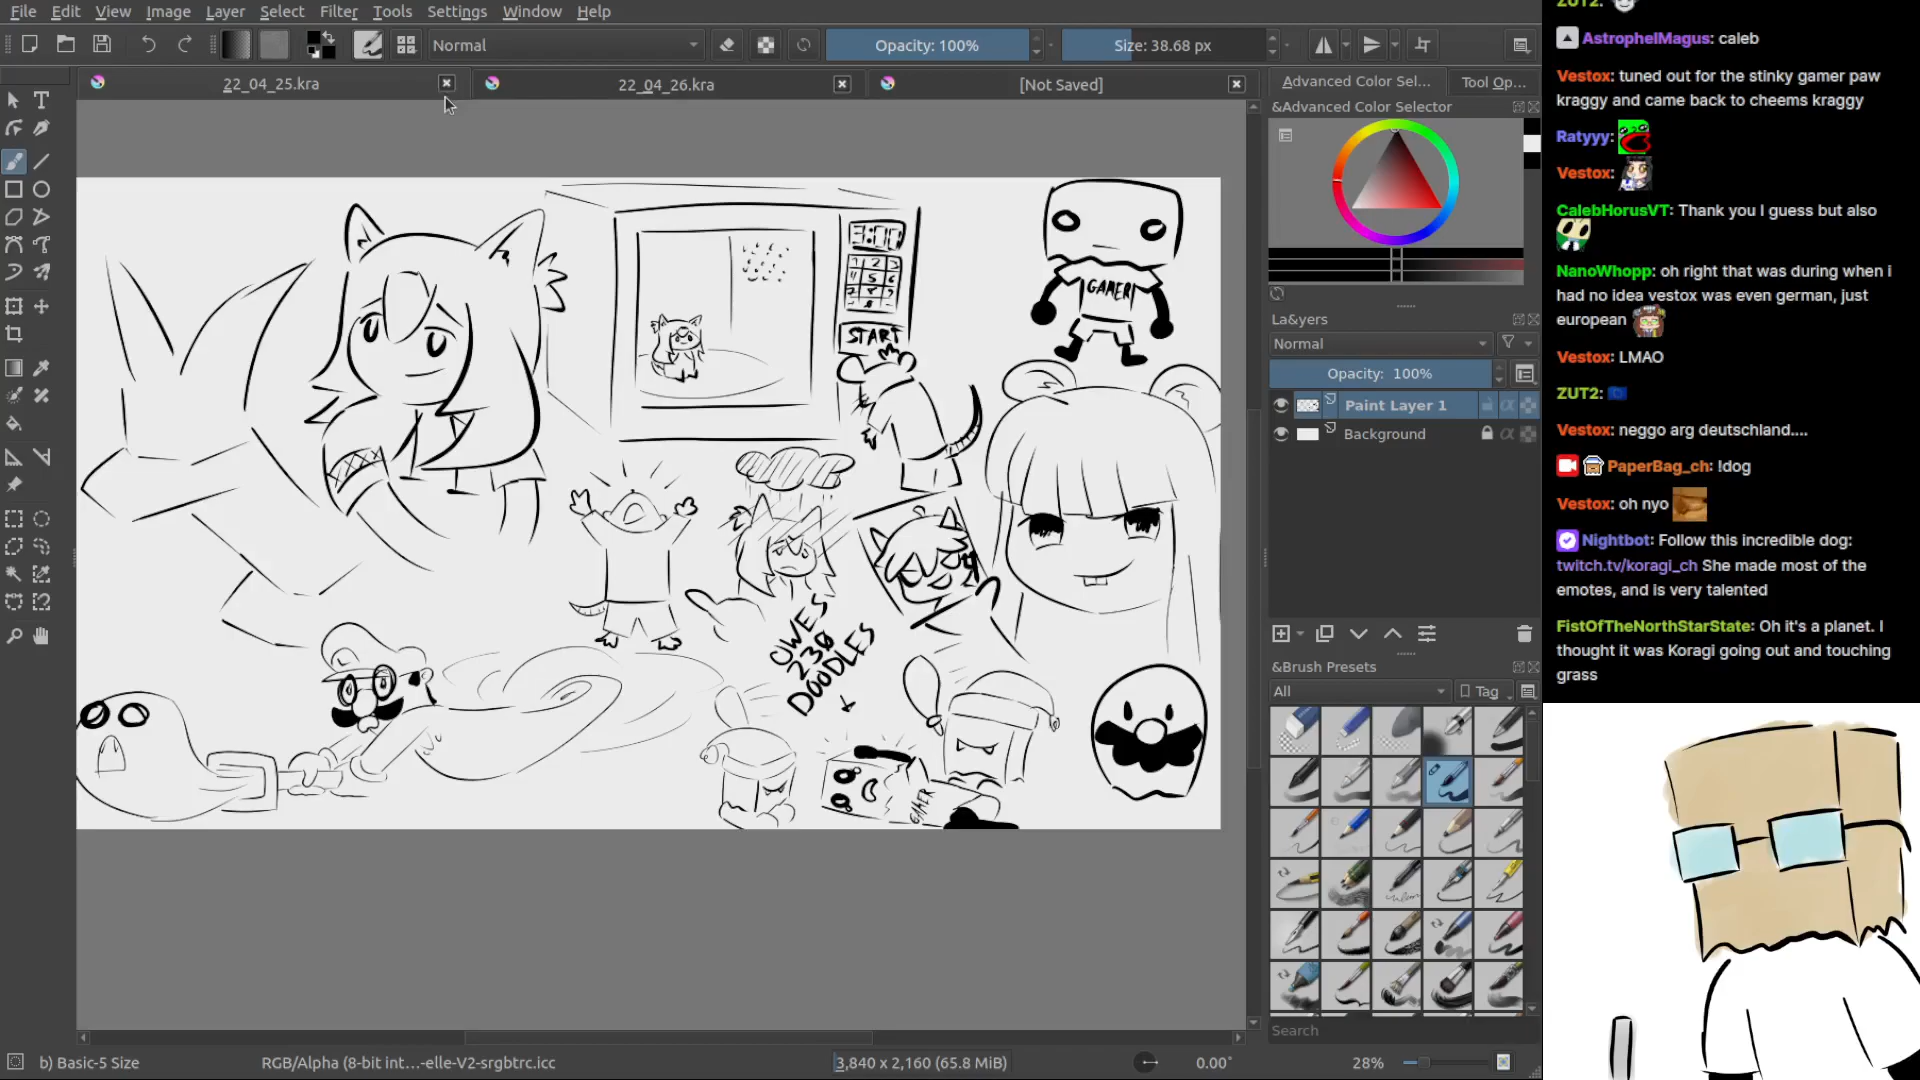 File Edit View Image Layer Select Filter Tools Settings Window Help
Normal
Opacity: 100%
Size: 38.68 px
22_04_25.kra
22_04_26.kra
[Not Saved]
Advanced Color Sel...
Tool Op...
&Advanced Color Selector
3:00
START
GAMER
OWES
230
DOODLES
GAMER
La&yers
Normal
Opacity: 100%
Paint Layer 1
Background
&Brush Presets
All
Tag
Search
b) Basic-5 Size
RGB/Alpha (8-bit int...-elle-V2-srgbtrc.icc
3,840 x 2,160 (65.8 MiB)
0.00°
28%
ZUT2:
AstrophelMagus: caleb
Vestox: tuned out for the stinky gamer paw
kraggy and came back to cheems kraggy
Ratyyy:
Vestox:
CalebHorusVT: Thank you I guess but also
NanoWhopp: oh right that was during when i
had no idea vestox was even german, just
european
Vestox: LMAO
ZUT2:
Vestox: neggo arg deutschland....
PaperBag_ch: !dog
Vestox: oh nyo
Nightbot: Follow this incredible dog:
twitch.tv/koragi_ch She made most of the
emotes, and is very talented
FistOfTheNorthStarState: Oh it's a planet. I
thought it was Koragi going out and touching
grass